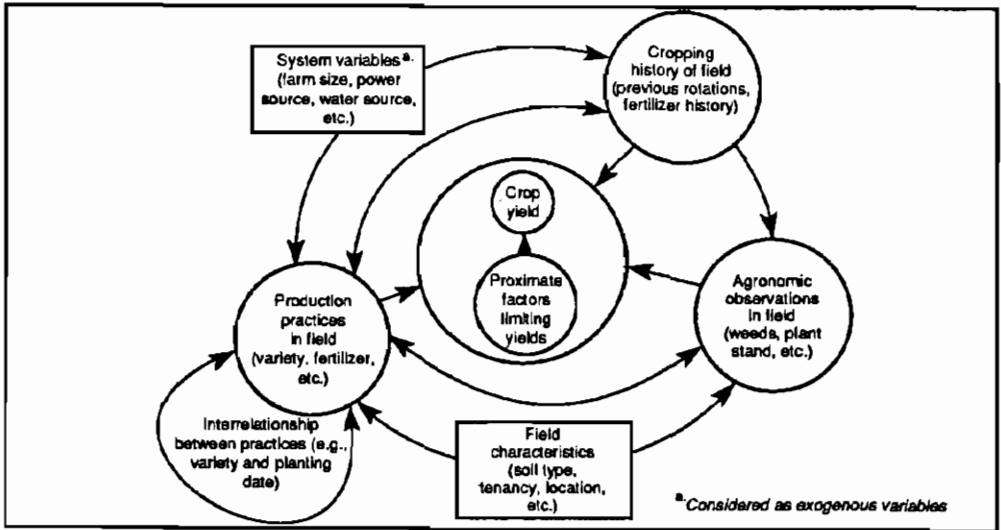 System variablesa.
(farm size, power
source, water source,
etc.)
Cropping
history of field
(previous rotations,
fertilizer history)
Crop
yield
Proximate
factors
limiting
yields
Production
practices
in field
(variety, fertilizer,
etc.)
Agronomic
observations
in field
(weeds, plant
stand, etc.)
Interrelationship
between practices (e.g.,
variety and planting
date)
Field
characteristics
(soil type,
tenancy, location,
etc.)
a. Considered as exogenous variables